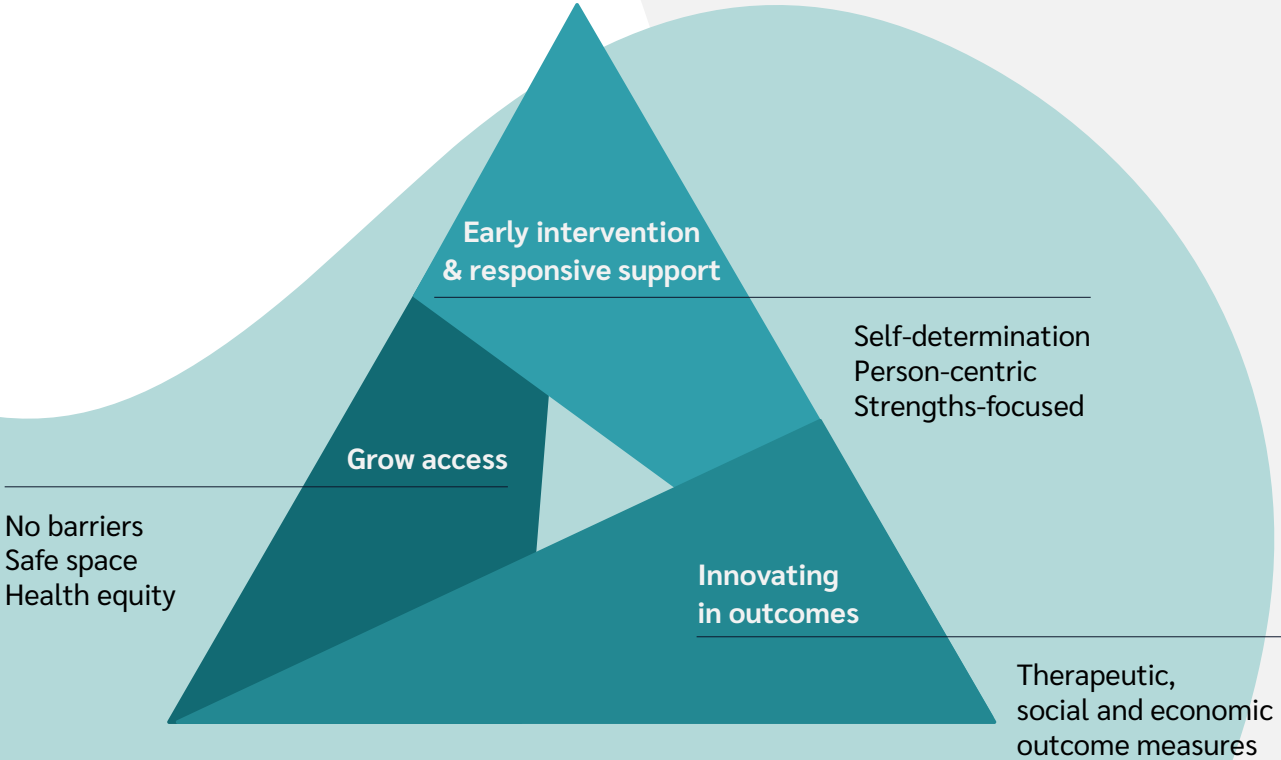 Early intervention
& responsive support
Self-determination
Person-centric
Strengths-focused
Grow access
No barriers
Safe space
Health equity
Innovating
in outcomes
Therapeutic,
social and economic
outcome measures